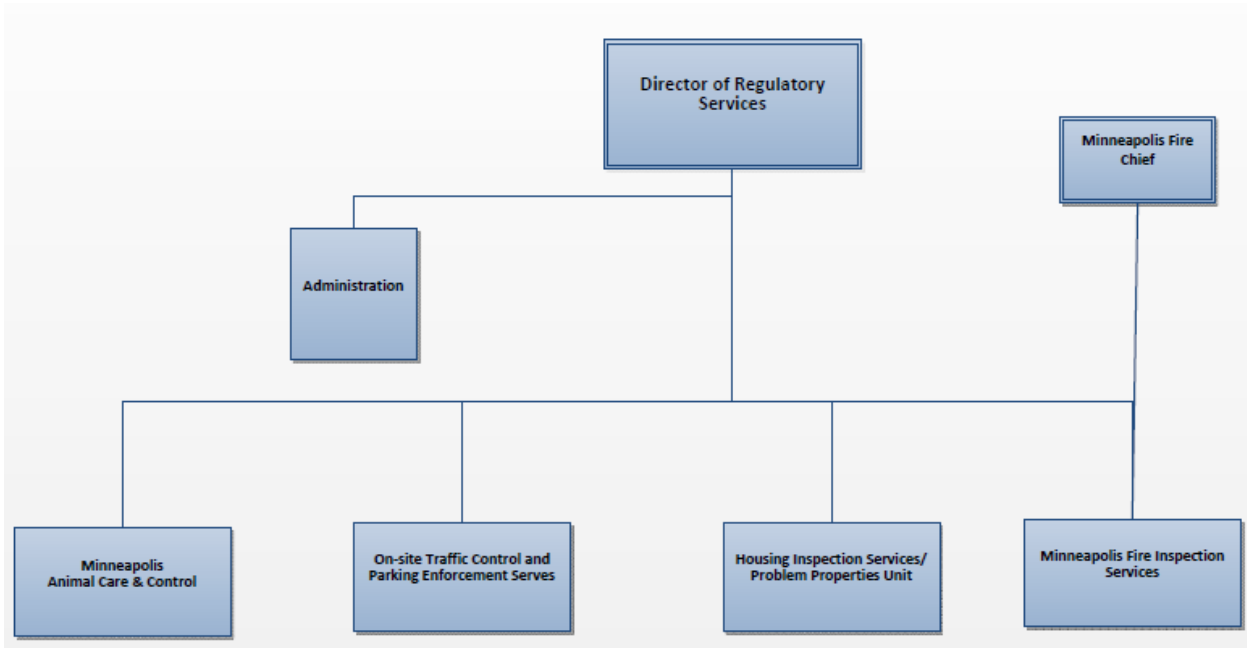 Director of Regulatory
Services
Minneapolis Fire
Chief
Administration
Minneapolis
Animal Care & Control
On-site Traffic Control and
Parking Enforcement Serves
Housing Inspection Services/
Problem Properties Unit
Minneapolis Fire Inspection
Services